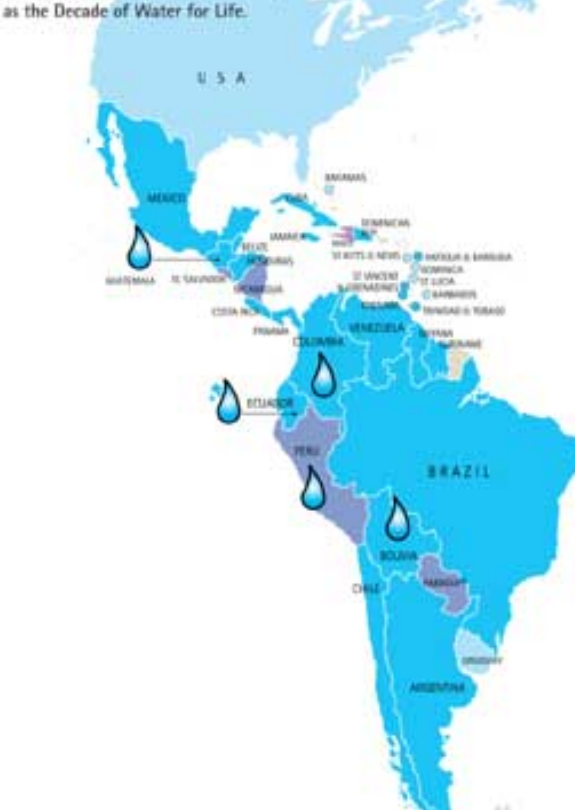 as the Decade of Water for Life.
U S A
BAHAMAS
MEXICO
CUBA
DOMINICAN
JAMAICA
BELIZE
HONDURAS
ST KITTS & NEVIS
ANTIGUA & BARBUDA
DOMINICA
ST VINCENT
ST LUCIA
& GRENADINES
BARBADOS
GUATEMALA
EL SALVADOR
NICARAGUA
TRINIDAD & TOBAGO
COSTA RICA
VENEZUELA
PANAMA
GUYANA
COLOMBIA
SURINAME
ECUADOR
PERU
BRAZIL
BOLIVIA
CHILE
PARAGUAY
URUGUAY
ARGENTINA